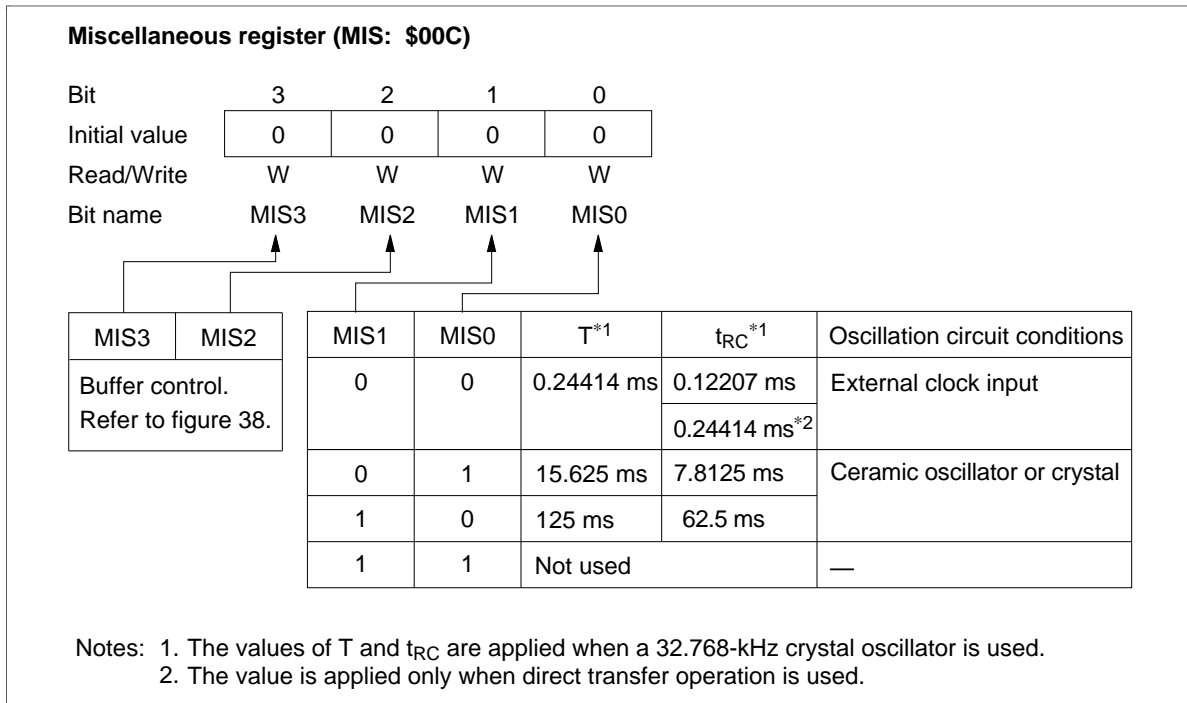 Miscellaneous register (MIS: $00C)
Bit 3 2 1 0
Initial value 0 0 0 0
Read/Write W W W W
Bit name MIS3 MIS2 MIS1 MIS0
MIS3 MIS2
Buffer control.
Refer to figure 38.
MIS1 MIS0 T*1 tRC*1 Oscillation circuit conditions
0 0 0.24414 ms 0.12207 ms External clock input
0.24414 ms*2
0 1 15.625 ms 7.8125 ms Ceramic oscillator or crystal
1 0 125 ms 62.5 ms
1 1 Not used —
Notes: 1. The values of T and tRC are applied when a 32.768-kHz crystal oscillator is used.
2. The value is applied only when direct transfer operation is used.